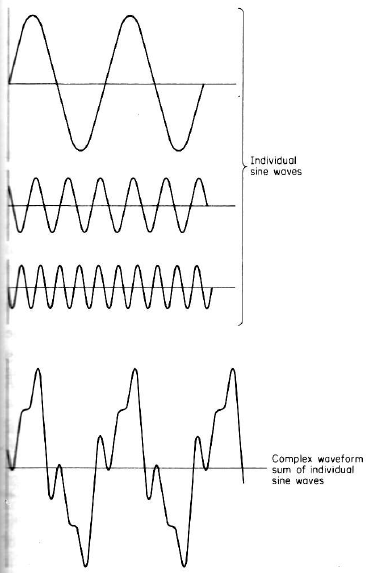 Individual
sine waves
Complex waveform
sum of individual
sine waves